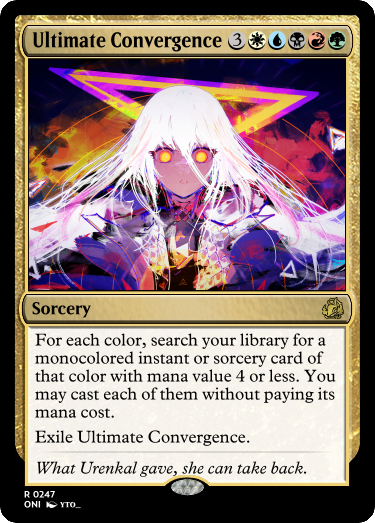 Ultimate Convergence 3
Sorcery
For each color, search your library for a
monocolored instant or sorcery card of
that color with mana value 4 or less. You
may cast each of them without paying its
mana cost.
Exile Ultimate Convergence.
What Urenkal gave, she can take back.
R 0247
ONI YTO_